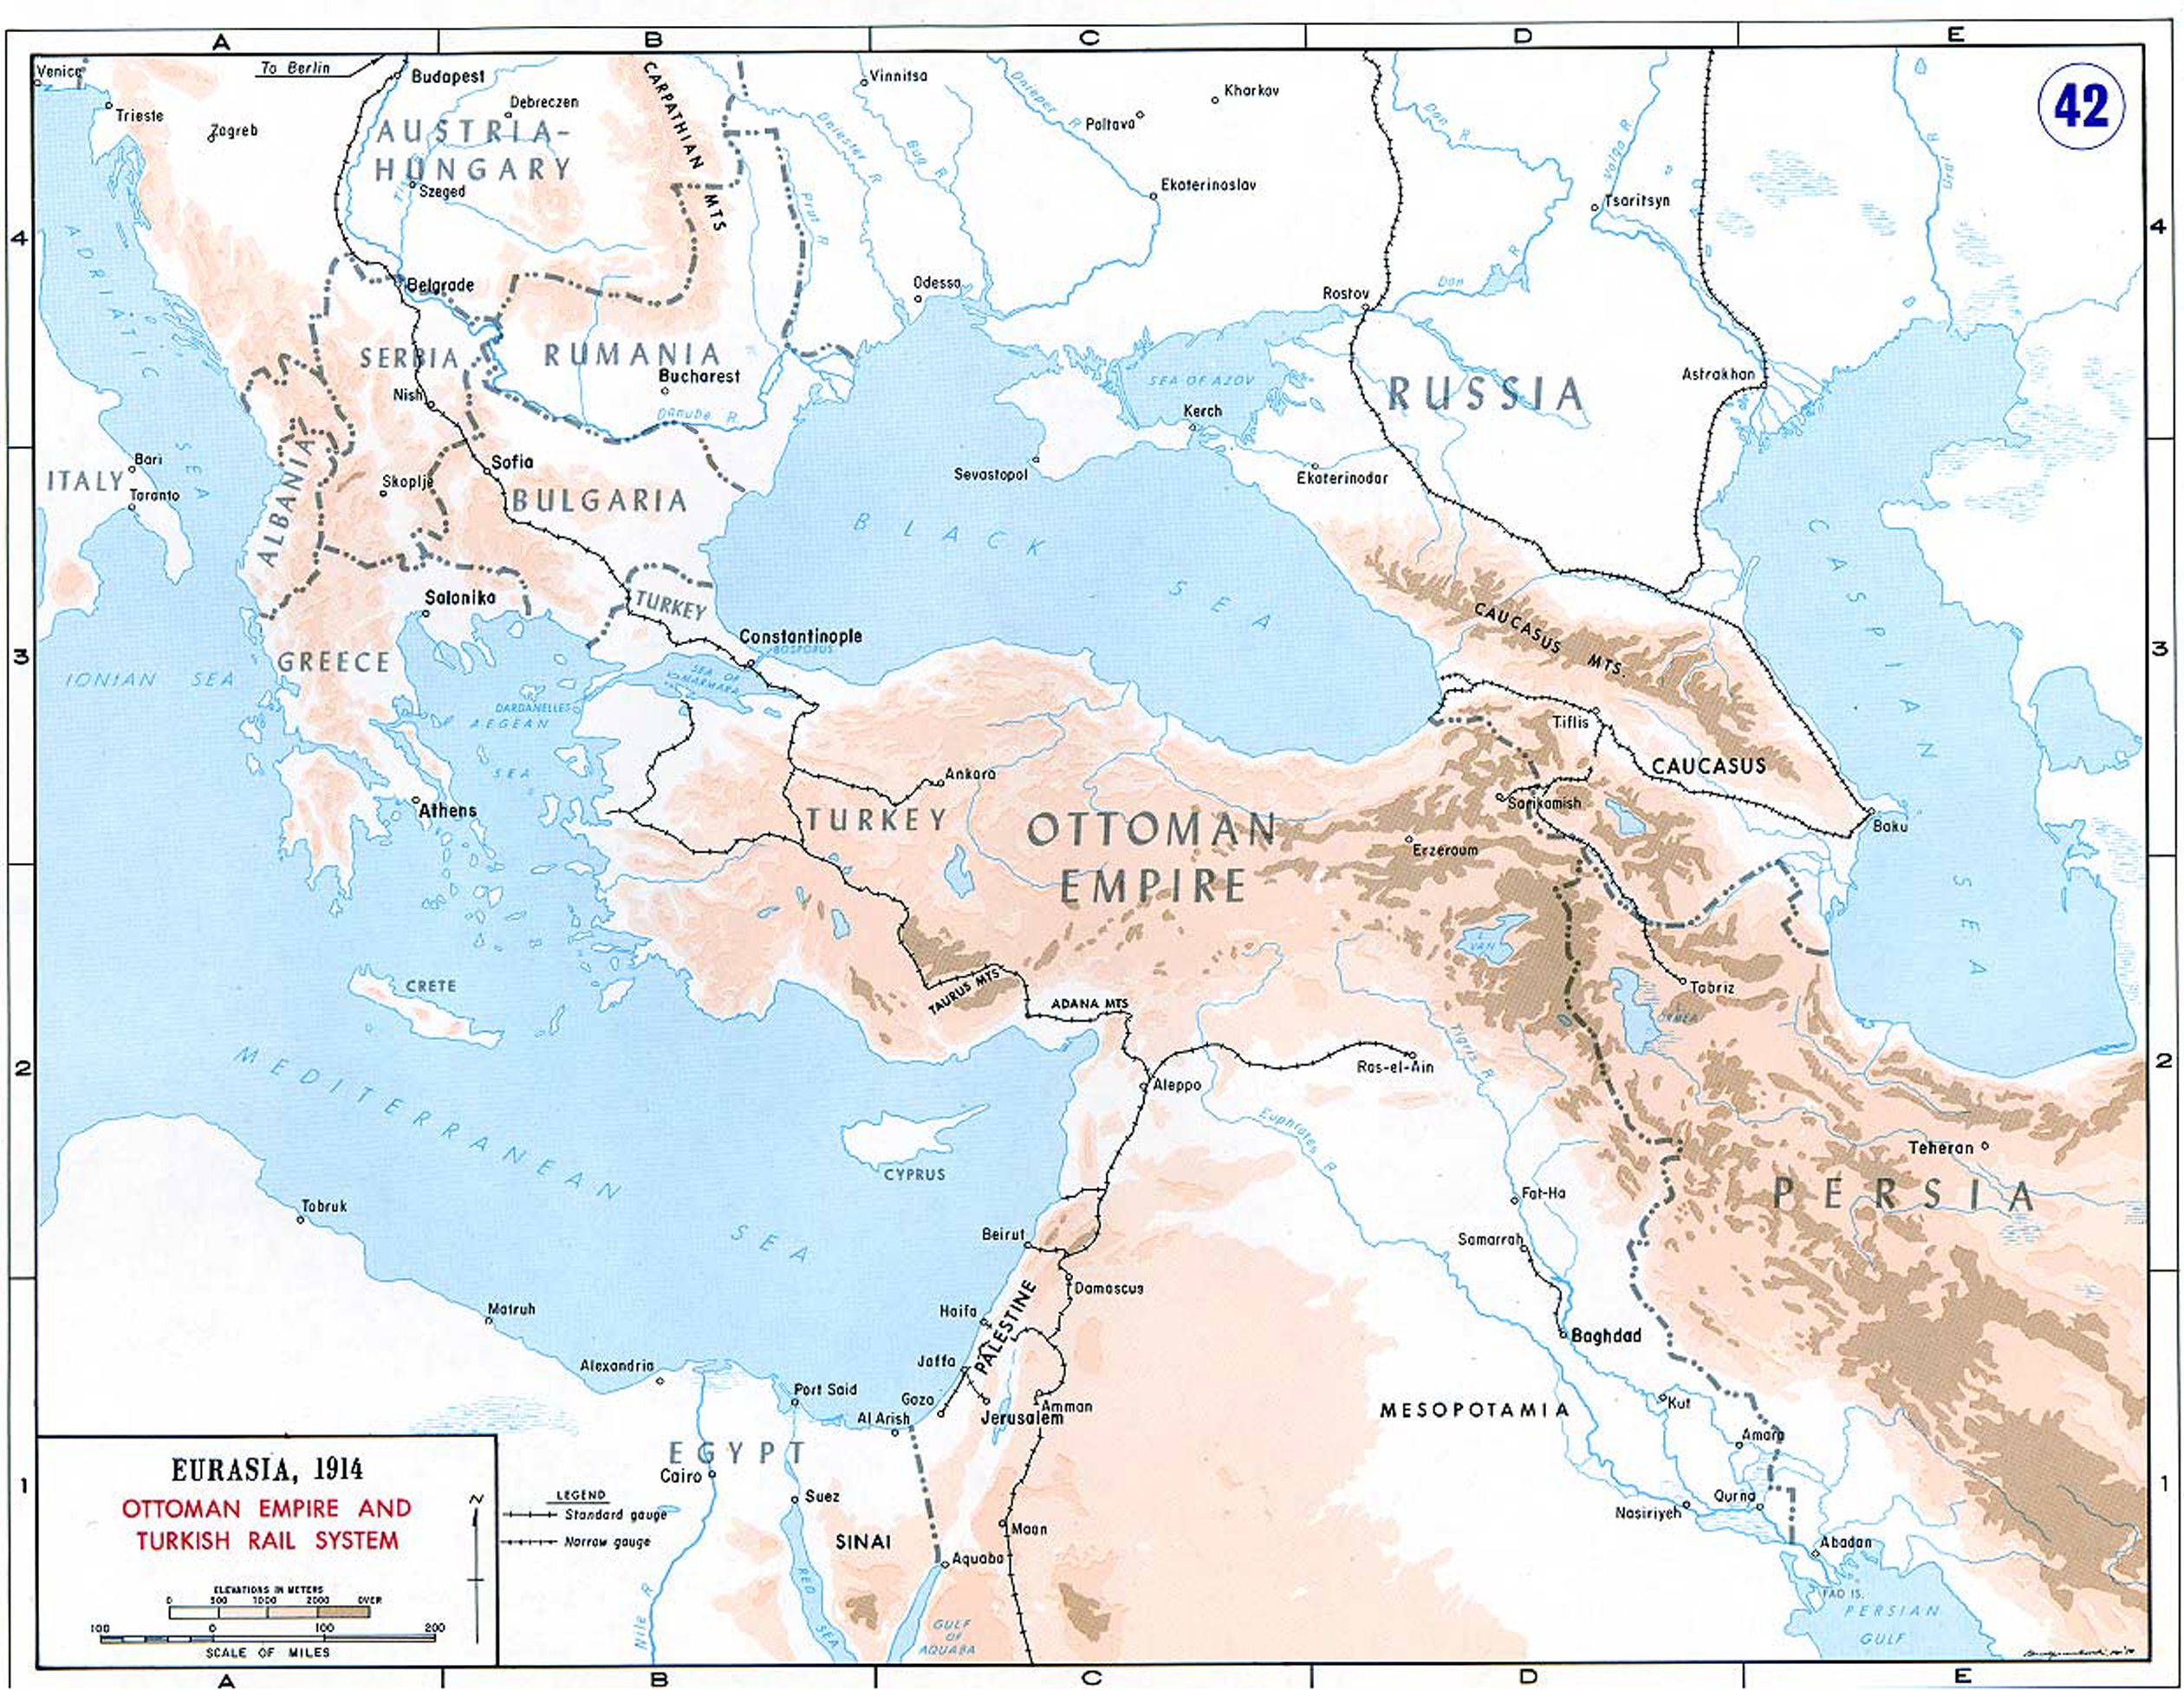 A B C D E
42
Venice
To Berlin
Budapest
Trieste
Zagreb
Debreczen
AUSTRIA-
HUNGARY
Szeged
CARPATHIAN MTS
Vinnitsa
Dnieper R
Kharkov
Poltava
Dniester R
Bug R
Prut R
Ekaterinoslav
Don R
Volga R
Ural R
Tsaritsyn
4
4
ADRIATIC SEA
Belgrade
Odessa
Rostov
Don R
SERBIA
RUMANIA
Bucharest
Nish
Danube R
SEA OF AZOV
Kerch
RUSSIA
Astrakhan
Bari
ITALY
Taranto
ALBANIA
Skoplje
Sofia
BULGARIA
Sevastopol
Ekaterinodar
BLACK SEA
CASPIAN SEA
Salonika
TURKEY
Constantinople
BOSPORUS
CAUCASUS MTS.
3
3
IONIAN SEA
GREECE
SEA OF
MARMARA
DARDANELLES
AEGEAN
SEA
Tiflis
CAUCASUS
Athens
Ankara
TURKEY
OTTOMAN
EMPIRE
Sarikamish
Erzeroum
Baku
L.
VAN
CRETE
TAURUS MTS
ADANA MTS
Tabriz
URMEA
2
2
MEDITERRANEAN SEA
Aleppo
Ras-el-Ain
Tigris R
Euphrates R
CYPRUS
Teheran
PERSIA
Tobruk
Fat-Ha
Beirut
Samarrah
Damascus
Matruh
Haifa
PALESTINE
Baghdad
Alexandria
Jaffa
Port Said
Gaza
Al Arish
Jerusalem
Amman
MESOPOTAMIA
Kut
Amara
EGYPT
Cairo
Suez
Qurna
Nasiriyeh
1
1
SINAI
Maan
Aquaba
Abadan
FAO IS.
Nile R
RED SEA
GULF
OF
AQUABA
PERSIAN
GULF
EURASIA, 1914
OTTOMAN EMPIRE AND
TURKISH RAIL SYSTEM
ELEVATIONS IN METERS
0 500 1000 2000 OVER
100 0 100 200
SCALE OF MILES
N
LEGEND
Standard gauge
Narrow gauge
A B C D E